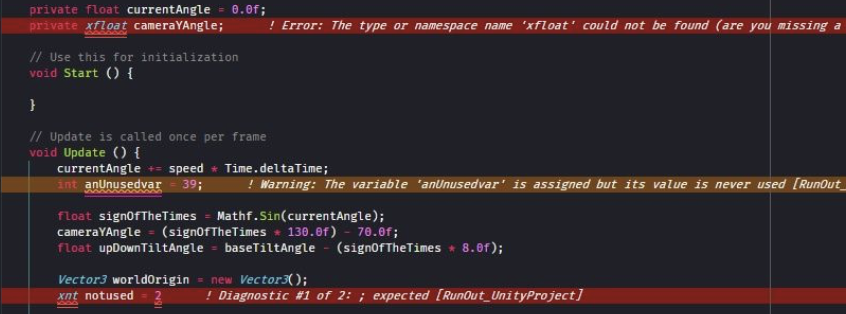 private float currentAngle = 0.0f;
private xfloat cameraYAngle; ! Error: The type or namespace name 'xfloat' could not be found (are you missing a
// Use this for initialization
void Start () {
}
// Update is called once per frame
void Update () {
currentAngle += speed * Time.deltaTime;
int anUnusedvar = 39; ! Warning: The variable 'anUnusedvar' is assigned but its value is never used [RunOut_
float signOfTheTimes = Mathf.Sin(currentAngle);
cameraYAngle = (signOfTheTimes * 130.0f) - 70.0f;
float upDownTiltAngle = baseTiltAngle - (signOfTheTimes * 8.0f);
Vector3 worldOrigin = new Vector3();
xnt notused = 2 ! Diagnostic #1 of 2: ; expected [RunOut_UnityProject]